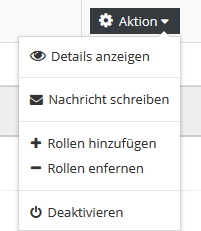 Aktion
Details anzeigen
Nachricht schreiben
Rollen hinzufügen
Rollen enfernen
Deaktivieren